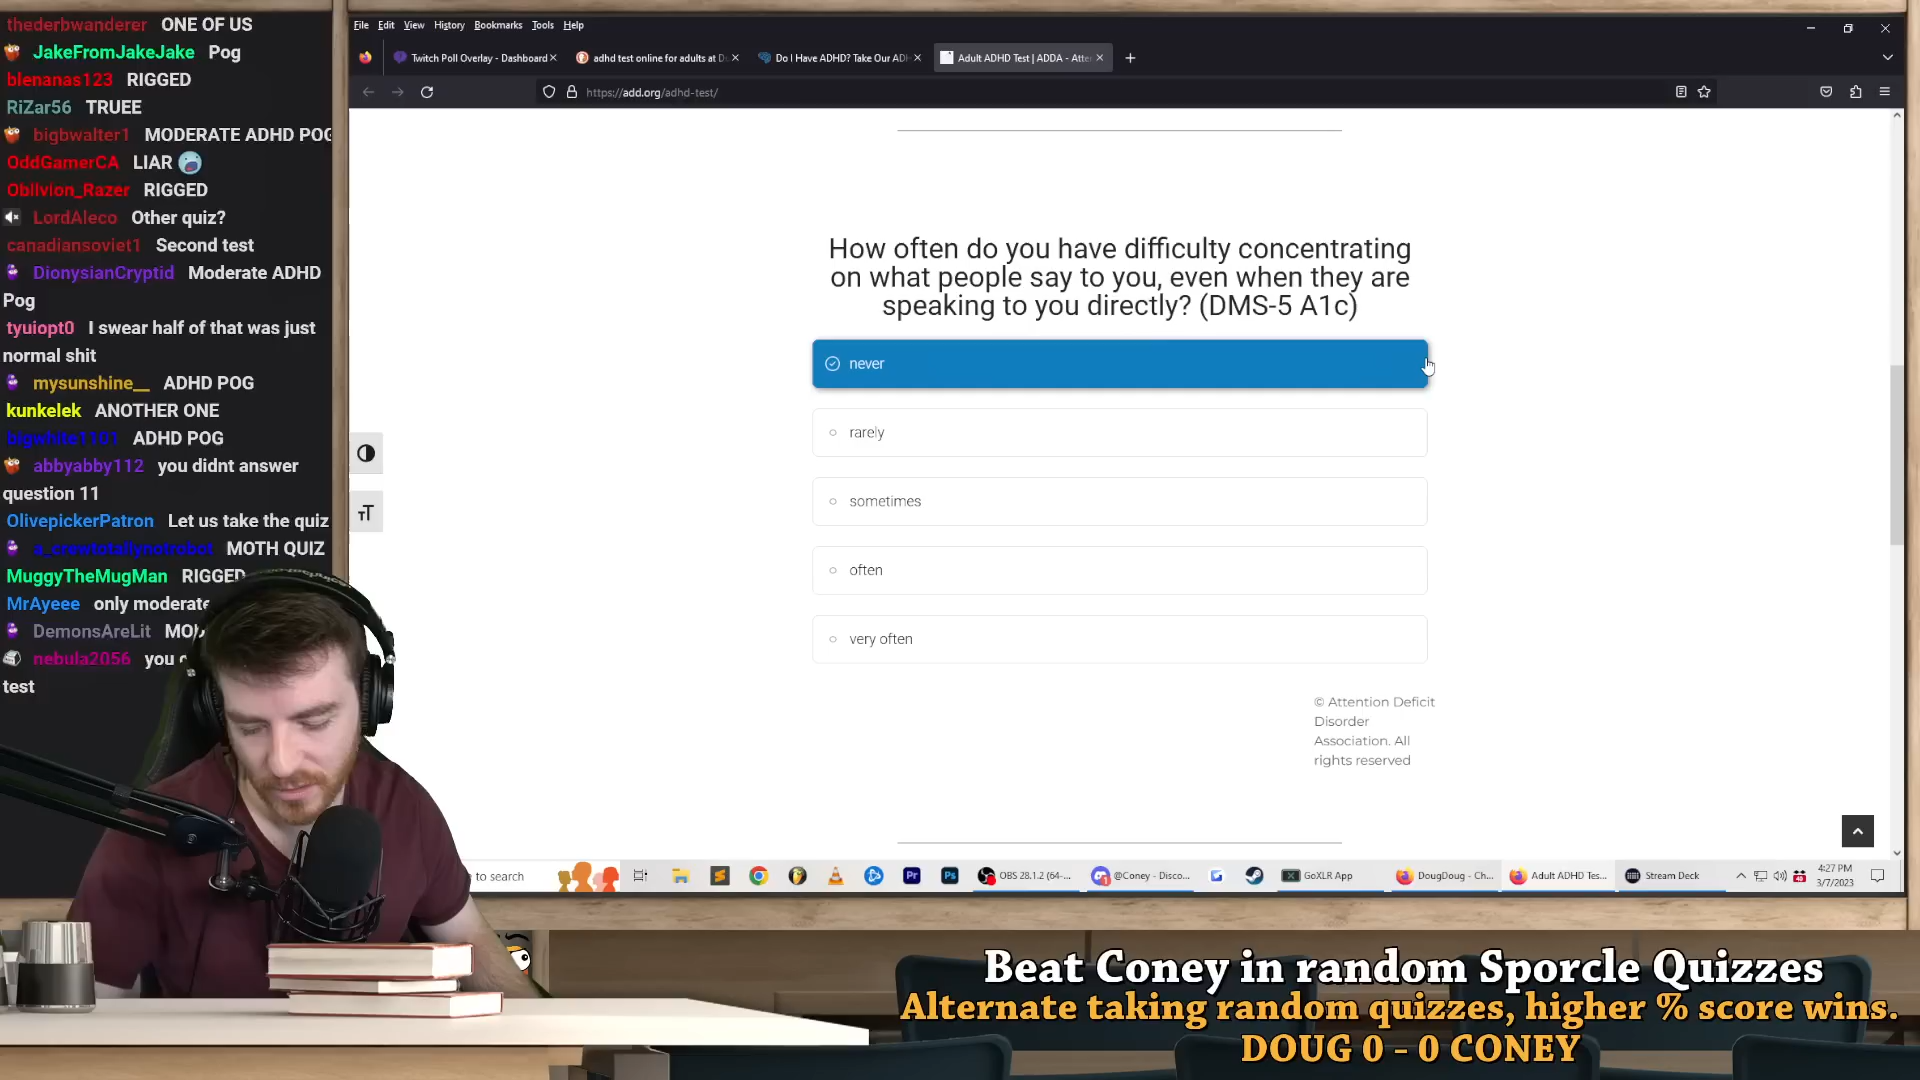 thederbwanderer ONE OF US
JakeFromJakeJake Pog
blenanas123 RIGGED
RiZar56 TRUEE
bigbwalter1 MODERATE ADHD POG
OddGamerCA LIAR
Obllvion_Razer RIGGED
LordAleco Other quiz?
canadiansoviet1 Second test
DionysianCryptid Moderate ADHD
Pog
tyuiopt0 I swear half of that was just
normal shit
mysunshine__ ADHD POG
kunkelek ANOTHER ONE
bigwhite1101 ADHD POG
abbyabby112 you didnt answer
question 11
OlivepickerPatron Let us take the quiz
a_crewtotallynotrobot MOTH QUIZ
MuggyTheMugMan RIGGED
MrAyeee only moderate
DemonsAreLit
nebula2056 you
test
File Edit View History Bookmarks Tools Help
Twitch Poll Overlay - Dashboard
adhd test online for adults at D
Do I Have ADHD? Take Our AD
Adult ADHD Test | ADDA - Atte
https://add.org/adhd-test/
How often do you have difficulty concentrating
on what people say to you, even when they are
speaking to you directly? (DMS-5 A1c)
never
rarely
sometimes
often
very often
© Attention Deficit
Disorder
Association. All
rights reserved
e to search
OBS 28.1.2 (64-...
@Coney - Disco...
GoXLR App
DougDoug - Ch...
Adult ADHD Tes...
Stream Deck
4:27 PM
3/7/2023
Beat Coney in random Sporcle Quizzes
Alternate taking random quizzes, higher % score wins.
DOUG 0 - 0 CONEY